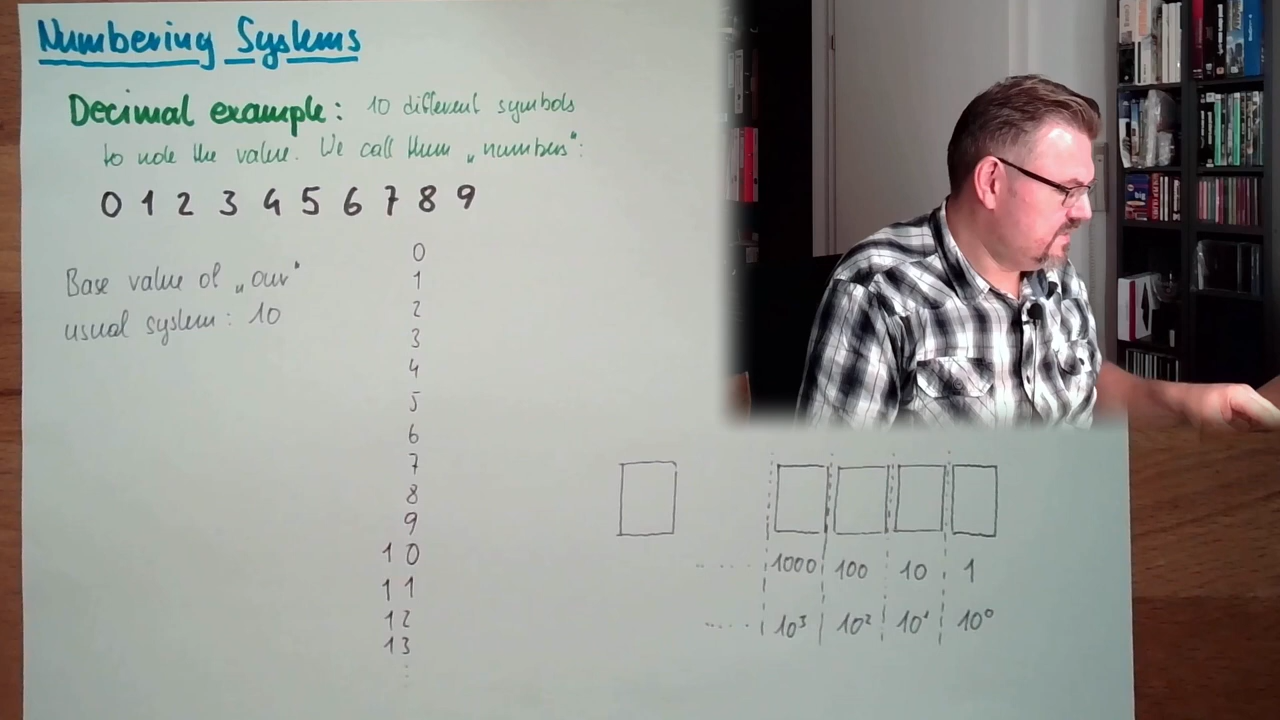 Numbering Systems
Decimal example: 10 different symbols
to note the value. We call them „numbers“:
0 1 2 3 4 5 6 7 8 9
Base value of „our“
usual system: 10
0
1
2
3
4
5
6
7
8
9
10
11
12
13
⋮
..... 1000 100 10 1
..... 10³ 10² 10¹ 10⁰